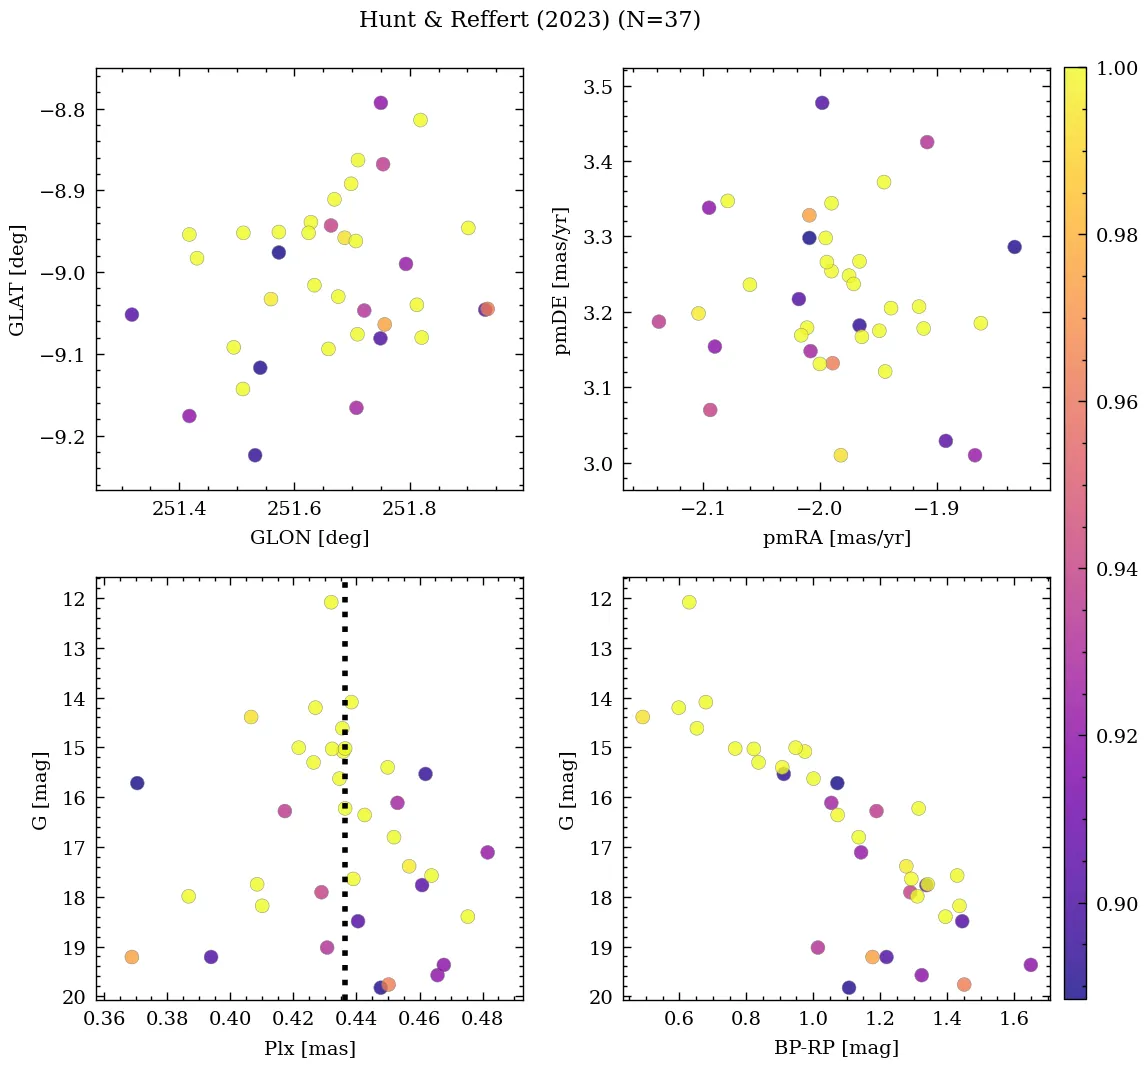 Hunt & Reffert (2023) (N=37)
−8.8
−8.9
−9.0
−9.1
−9.2
GLAT [deg]
251.4 251.6 251.8
GLON [deg]
3.5
3.4
3.3
3.2
3.1
3.0
pmDE [mas/yr]
−2.1 −2.0 −1.9
pmRA [mas/yr]
12
13
14
15
16
17
18
19
20
G [mag]
0.36 0.38 0.40 0.42 0.44 0.46 0.48
Plx [mas]
12
13
14
15
16
17
18
19
20
G [mag]
0.6 0.8 1.0 1.2 1.4 1.6
BP-RP [mag]
1.00
0.98
0.96
0.94
0.92
0.90